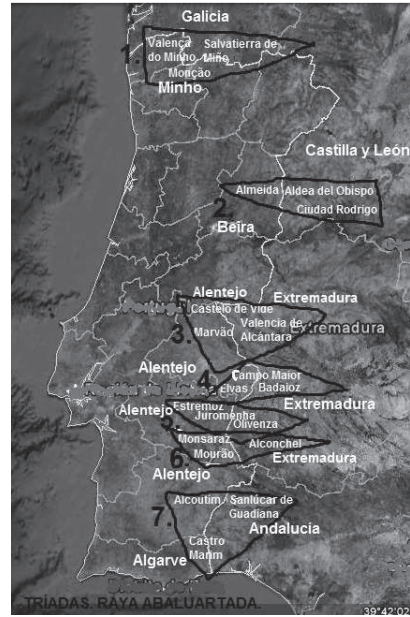 Galicia
1.
Valença do Minho
Salvatierra de Mino
Monção
Minho
Castilla y León
Almeida
Aldea del Obispo
2.
Ciudad Rodrigo
Beira
Alentejo
Extremadura
Castelo de Vide
3.
Marvão
Valencia de Alcántara
Extremadura
Alentejo
4.
Campo Maior
Elvas
Badajoz
Alentejo
Estremoz
Extremadura
Juromenha
5.
Olivenza
Monsaraz
Alconchel
6.
Mourão
Extremadura
Alentejo
Alcoutim
Sanlúcar de Guadiana
7.
Andalucia
Castro Marim
Algarve
TRÍADAS. RAYA ABALUARTADA.
39°42'02